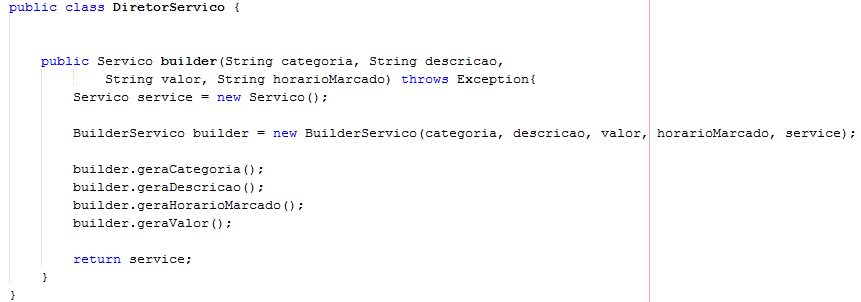 public class DiretorServico {
public Servico builder(String categoria, String descricao,
String valor, String horarioMarcado) throws Exception{
Servico service = new Servico();
BuilderServico builder = new BuilderServico(categoria, descricao, valor, horarioMarcado, service);
builder.geraCategoria();
builder.geraDescricao();
builder.geraHorarioMarcado();
builder.geraValor();
return service;
}
}